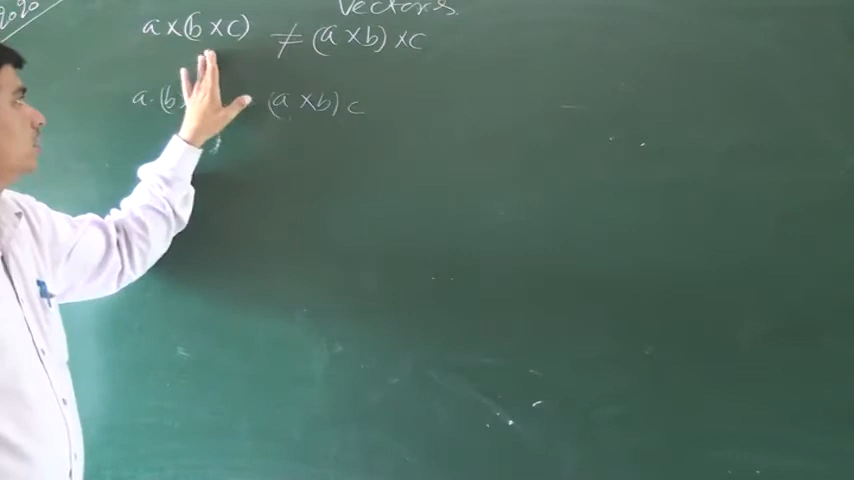 2020
Vectors.
a×(b×c) ≠ (a×b)×c
a.(b (a×b) c